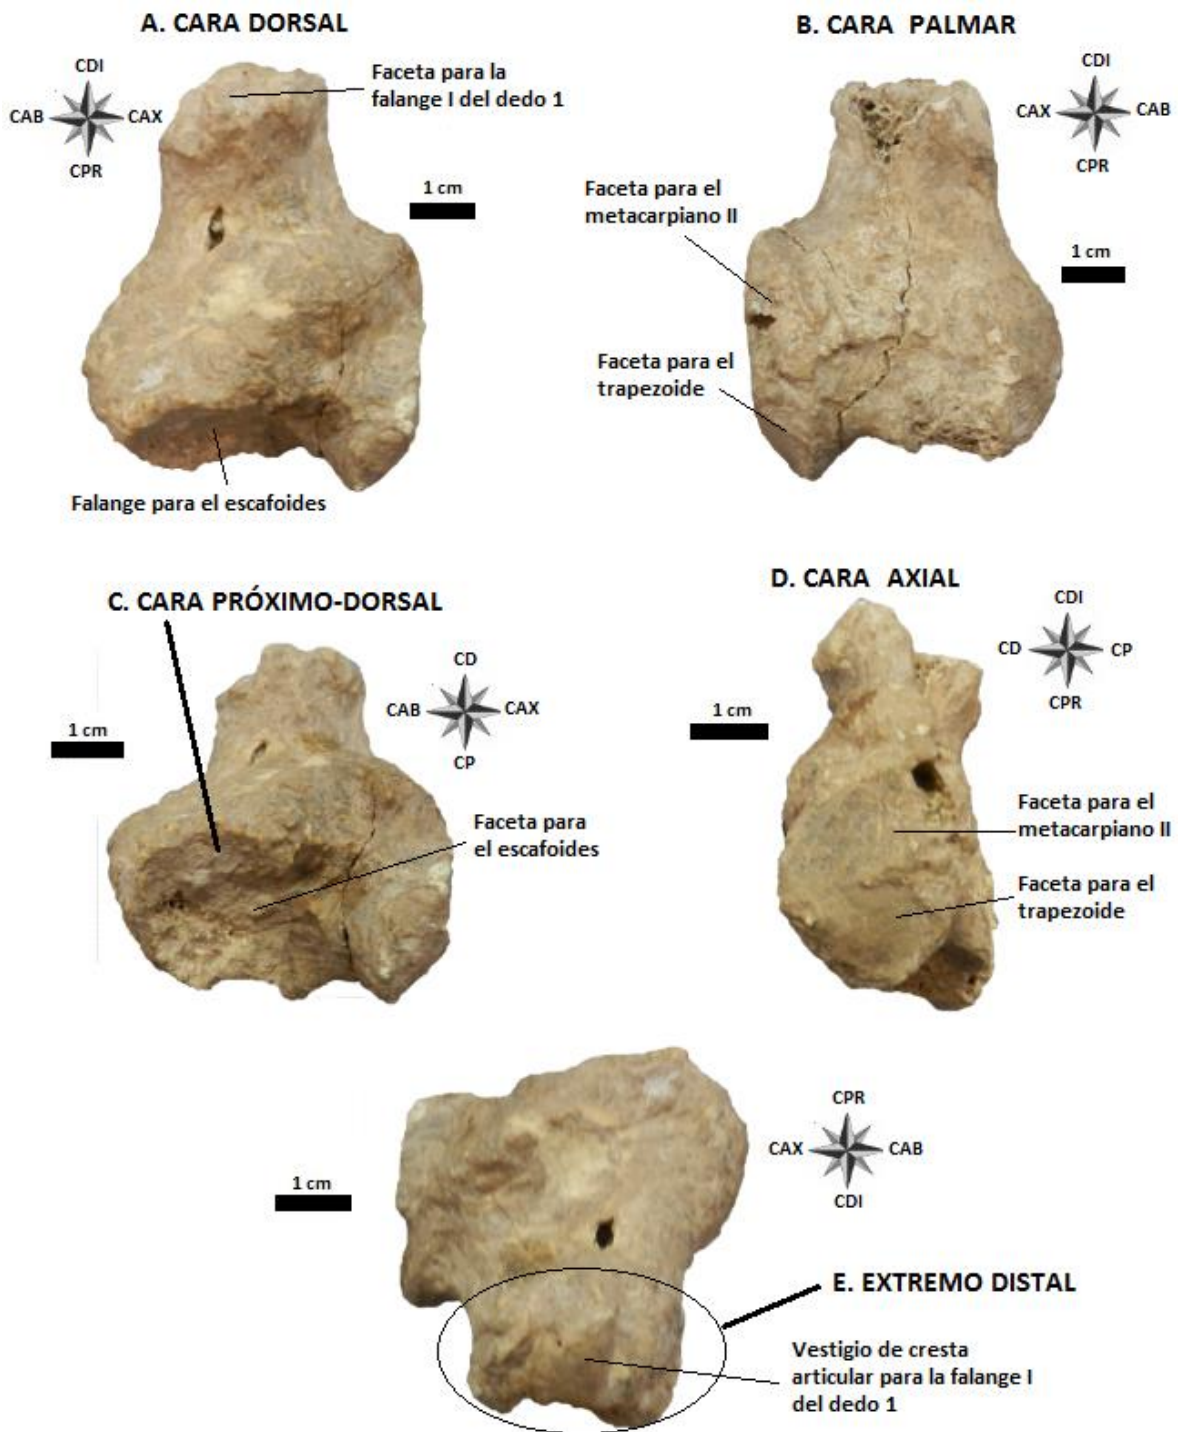 A. CARA DORSAL
CDI
CAB
CAX
CPR
Faceta para la
falange I del dedo 1
1 cm
Falange para el escafoides
B. CARA PALMAR
CDI
CAX
CAB
CPR
Faceta para el
metacarpiano II
1 cm
Faceta para el
trapezoide
C. CARA PRÓXIMO-DORSAL
CD
CAB
CAX
CP
1 cm
Faceta para
el escafoides
D. CARA AXIAL
CDI
CD
CP
CPR
1 cm
Faceta para el
metacarpiano II
Faceta para el
trapezoide
CPR
CAX
CAB
CDI
1 cm
E. EXTREMO DISTAL
Vestigio de cresta
articular para la falange I
del dedo 1